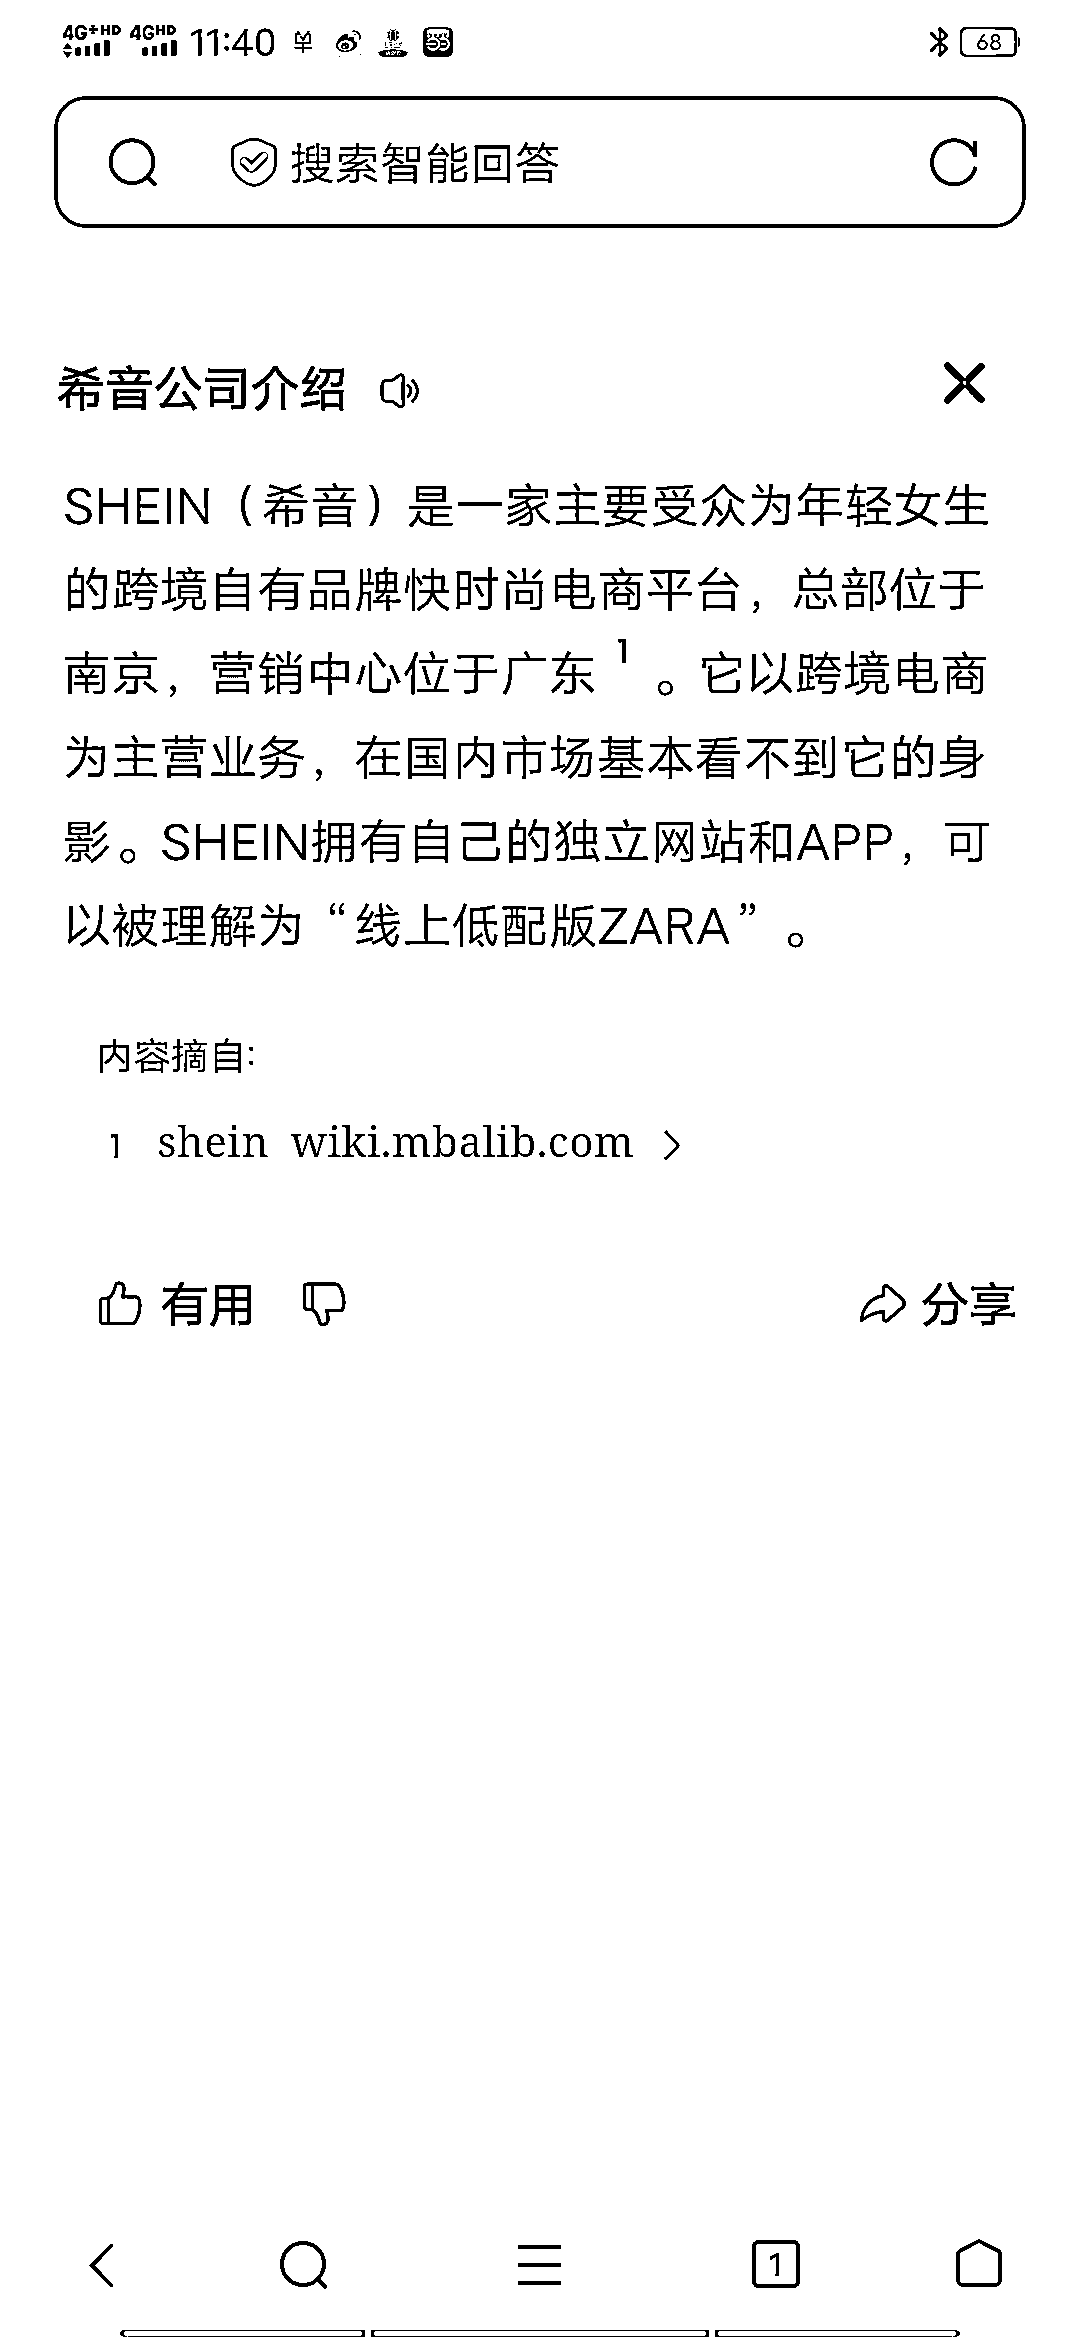 4G+HD 4GHD 11:40 68
搜索智能回答
希音公司介绍
SHEIN（希音）是一家主要受众为年轻女生
的跨境自有品牌快时尚电商平台，总部位于
南京，营销中心位于广东 1 。它以跨境电商
为主营业务，在国内市场基本看不到它的身
影。SHEIN拥有自己的独立网站和APP，可
以被理解为“线上低配版ZARA”。
内容摘自:
1 shein wiki.mbalib.com >
有用 分享
1